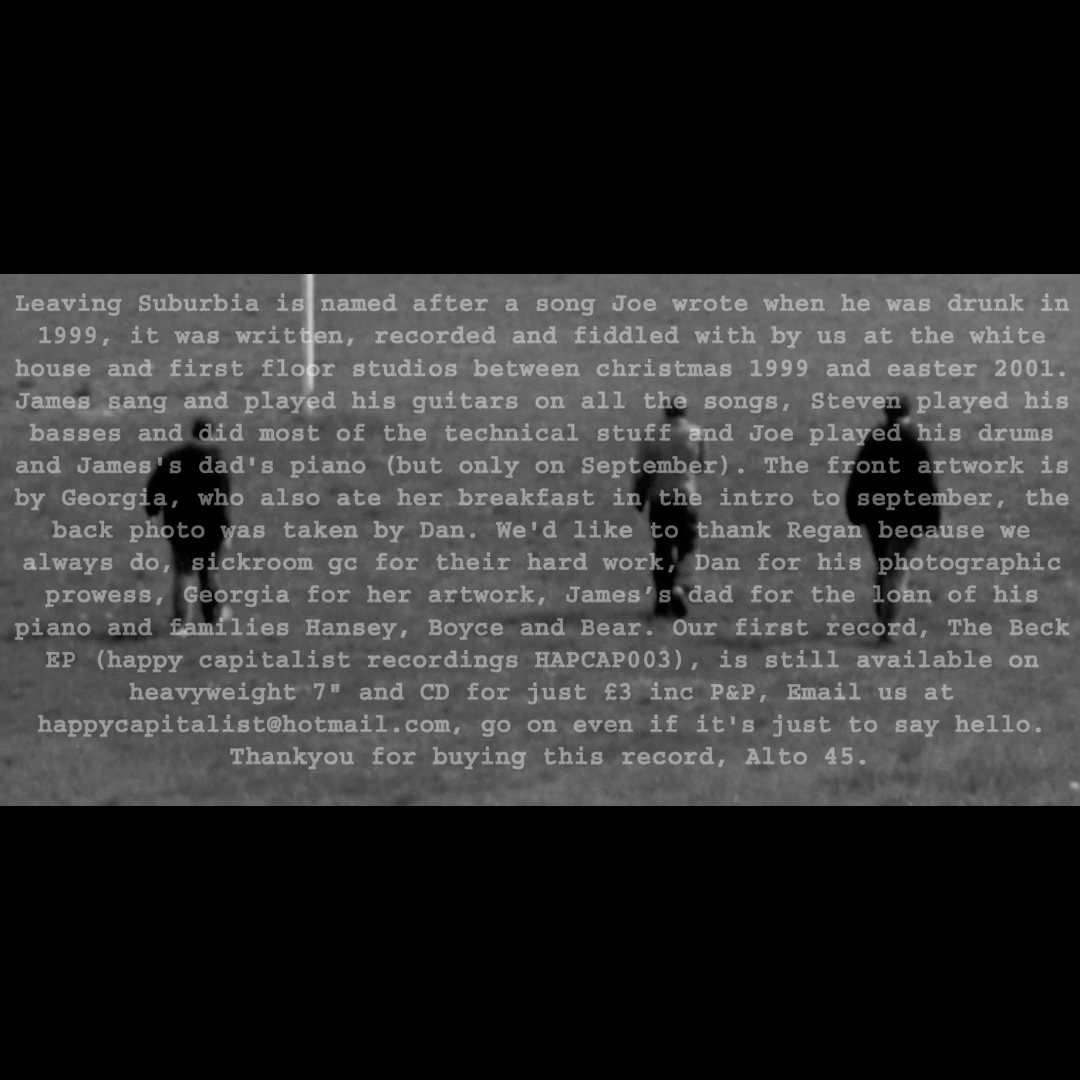 Leaving Suburbia is named after a song Joe wrote when he was drunk in
1999, it was written, recorded and fiddled with by us at the white
house and first floor studios between christmas 1999 and easter 2001.
James sang and played his guitars on all the songs, Steven played his
basses and did most of the technical stuff and Joe played his drums
and James's dad's piano (but only on September). The front artwork is
by Georgia, who also ate her breakfast in the intro to september, the
back photo was taken by Dan. We'd like to thank Regan because we
always do, sickroom gc for their hard work, Dan for his photographic
prowess, Georgia for her artwork, James’s dad for the loan of his
piano and families Hansey, Boyce and Bear. Our first record, The Beck
EP (happy capitalist recordings HAPCAP003), is still available on
heavyweight 7" and CD for just £3 inc P&P, Email us at
happycapitalist@hotmail.com, go on even if it's just to say hello.
Thankyou for buying this record, Alto 45.